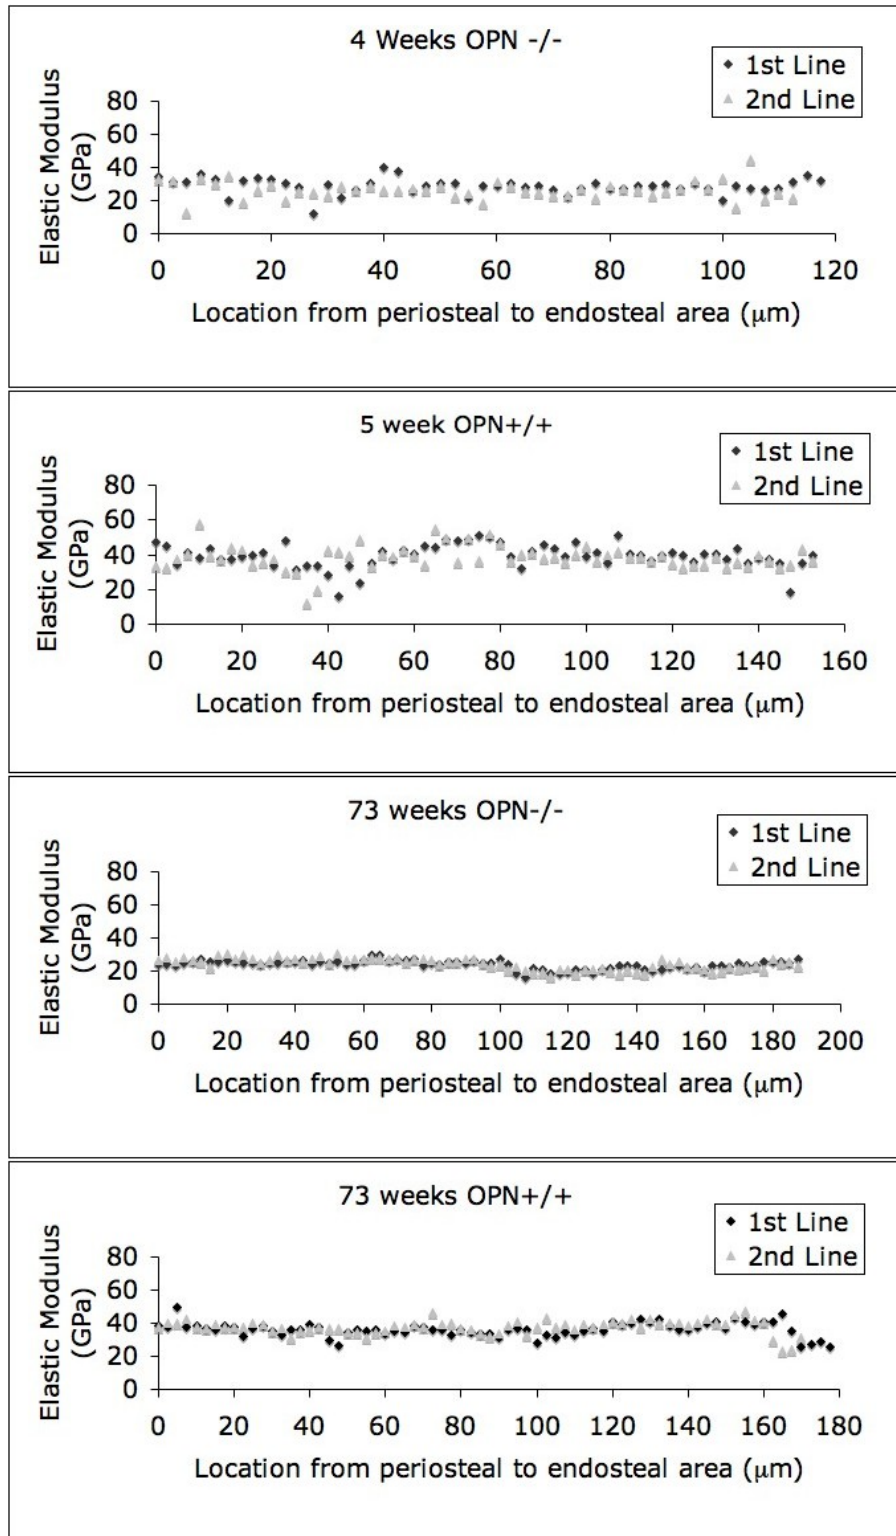 4 Weeks OPN -/-
1st Line
2nd Line
Elastic Modulus
(GPa)
80
60
40
20
0
0 20 40 60 80 100 120
Location from periosteal to endosteal area (μm)
5 week OPN+/+
1st Line
2nd Line
Elastic Modulus
(GPa)
80
60
40
20
0
0 20 40 60 80 100 120 140 160
Location from periosteal to endosteal area (μm)
73 weeks OPN-/-
1st Line
2nd Line
Elastic Modulus
(GPa)
80
60
40
20
0
0 20 40 60 80 100 120 140 160 180 200
Location from periosteal to endosteal area (μm)
73 weeks OPN+/+
1st Line
2nd Line
Elastic Modulus
(GPa)
80
60
40
20
0
0 20 40 60 80 100 120 140 160 180
Location from periosteal to endosteal area (μm)